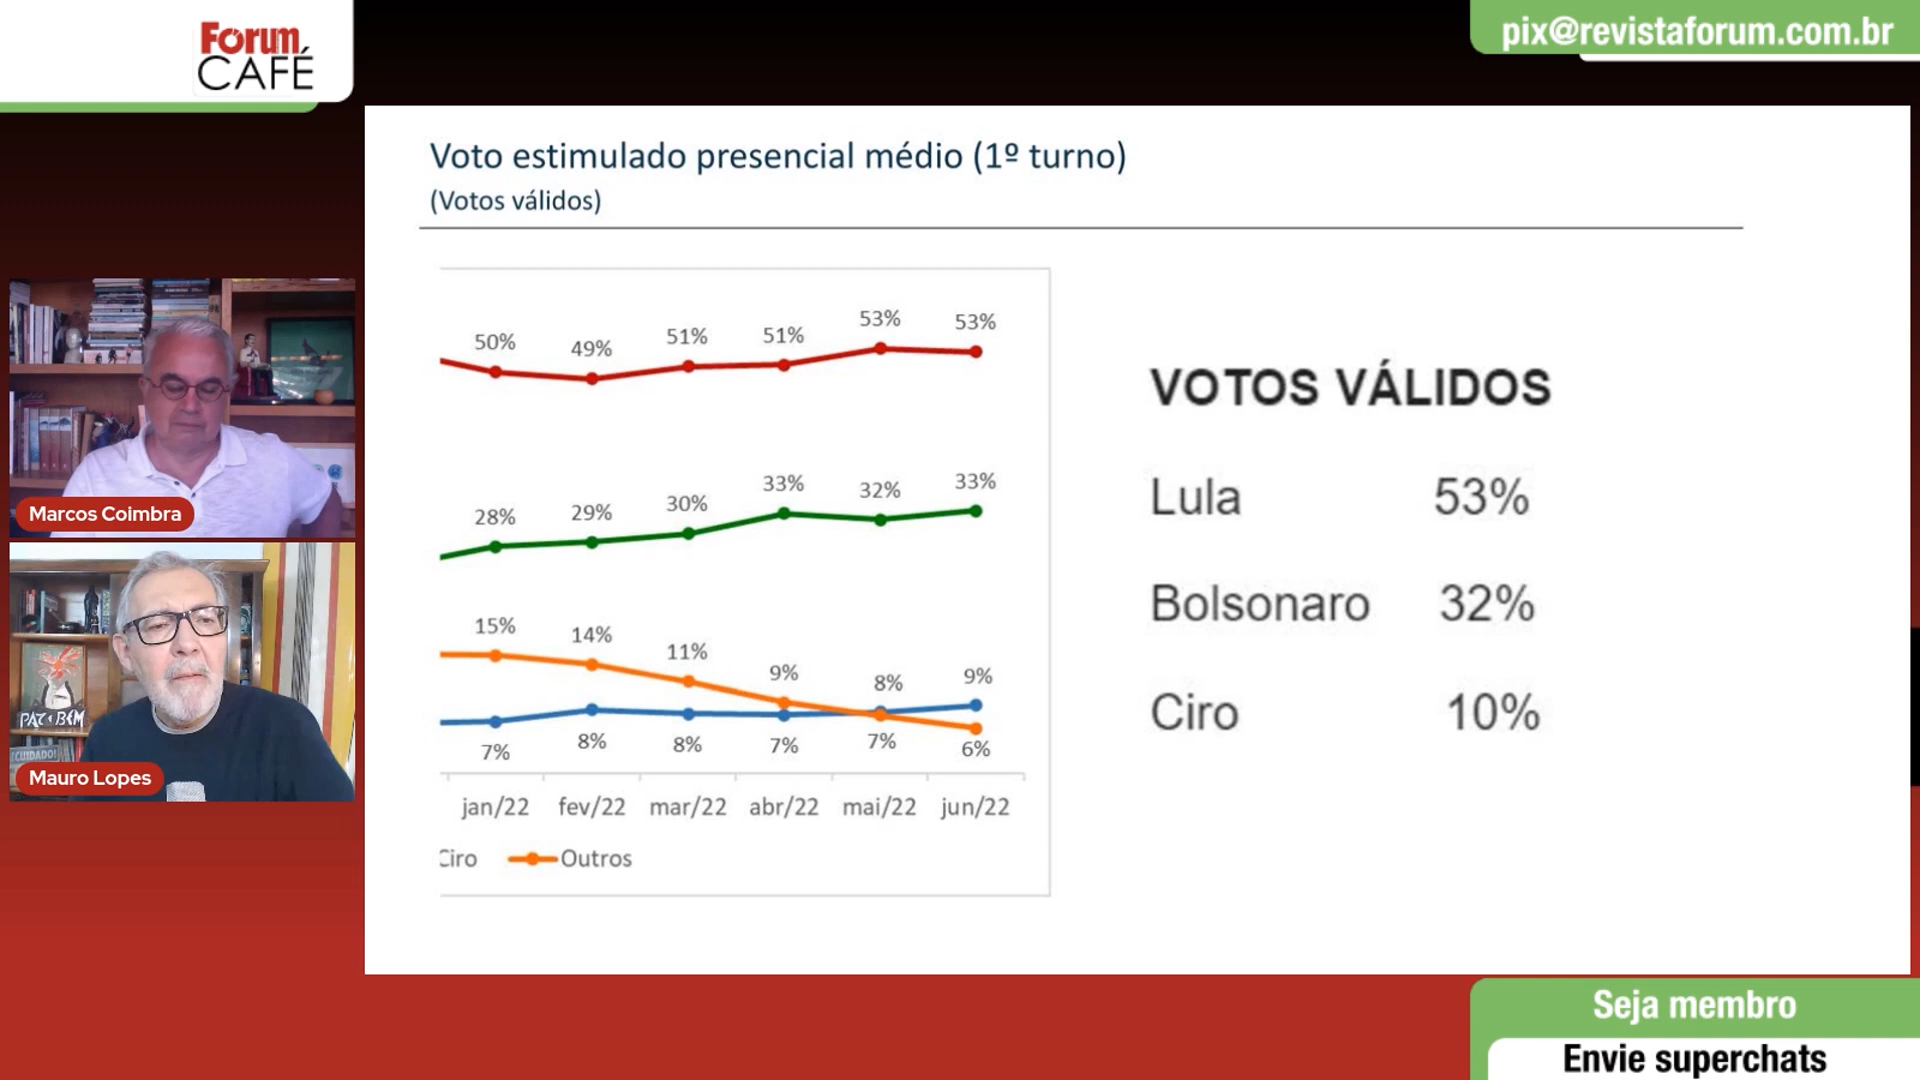 Forum
CAFÉ
pix@revistaforum.com.br
Voto estimulado presencial médio (1º turno)
(Votos válidos)
50% 49% 51% 51% 53% 53%
28% 29% 30% 33% 32% 33%
15% 14% 11% 9% 8% 9%
7% 8% 8% 7% 7% 6%
jan/22 fev/22 mar/22 abr/22 mai/22 jun/22
Ciro Outros
VOTOS VÁLIDOS
Lula 53%
Bolsonaro 32%
Ciro 10%
Marcos Coimbra
PAZ E BEM
¡CUIDADO!
Mauro Lopes
Seja membro
Envie superchats